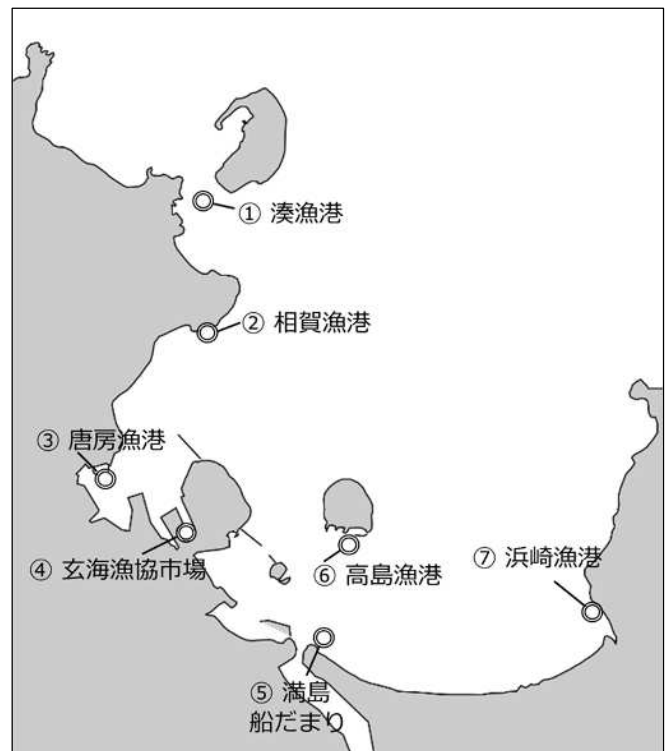 ① 湊漁港
② 相賀漁港
③ 唐房漁港
④ 玄海漁協市場
⑥ 高島漁港
⑦ 浜崎漁港
⑤ 満島
船だまり